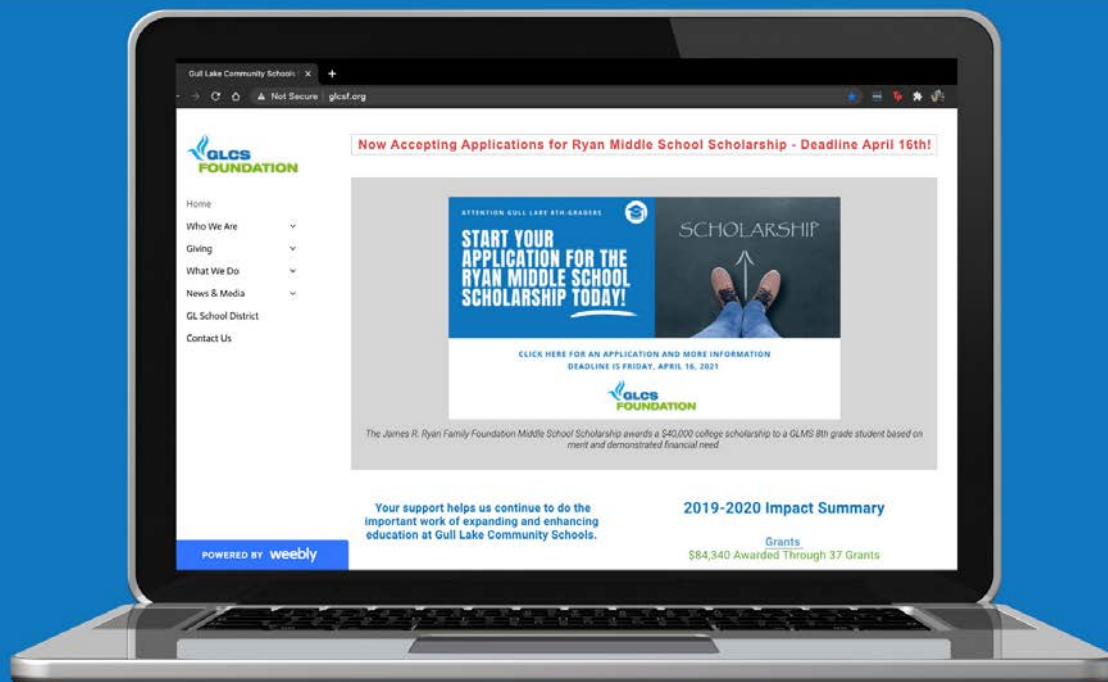 Gull Lake Community Schools
Not Secure glcsf.org
GLCS
FOUNDATION
Home
Who We Are
Giving
What We Do
News & Media
GL School District
Contact Us
POWERED BY weebly
Now Accepting Applications for Ryan Middle School Scholarship - Deadline April 16th!
ATTENTION GULL LAKE 8TH-GRADERS
START YOUR
APPLICATION FOR THE
RYAN MIDDLE SCHOOL
SCHOLARSHIP TODAY!
SCHOLARSHIP
CLICK HERE FOR AN APPLICATION AND MORE INFORMATION
DEADLINE IS FRIDAY, APRIL 16, 2021
GLCS
FOUNDATION
The James R. Ryan Family Foundation Middle School Scholarship awards a $40,000 college scholarship to a GLMS 8th grade student based on
merit and demonstrated financial need
Your support helps us continue to do the
important work of expanding and enhancing
education at Gull Lake Community Schools.
2019-2020 Impact Summary
Grants
$84,340 Awarded Through 37 Grants